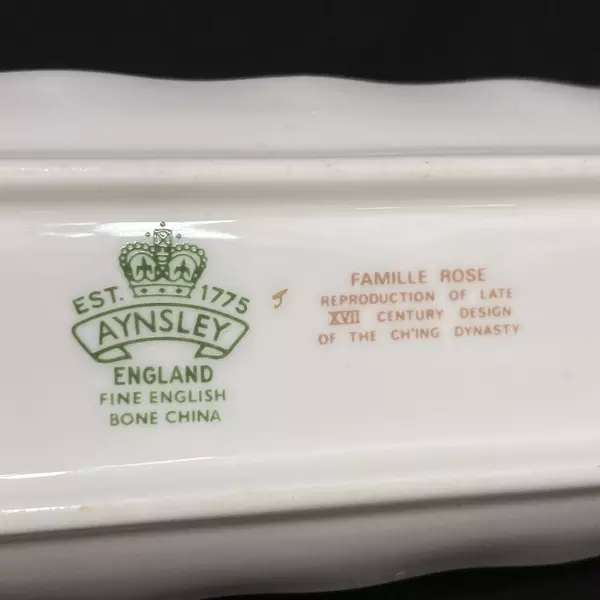 EST. 1775
AYNSLEY
ENGLAND
FINE ENGLISH
BONE CHINA
FAMILLE ROSE
REPRODUCTION OF LATE
XVII CENTURY DESIGN
OF THE CH'ING DYNASTY